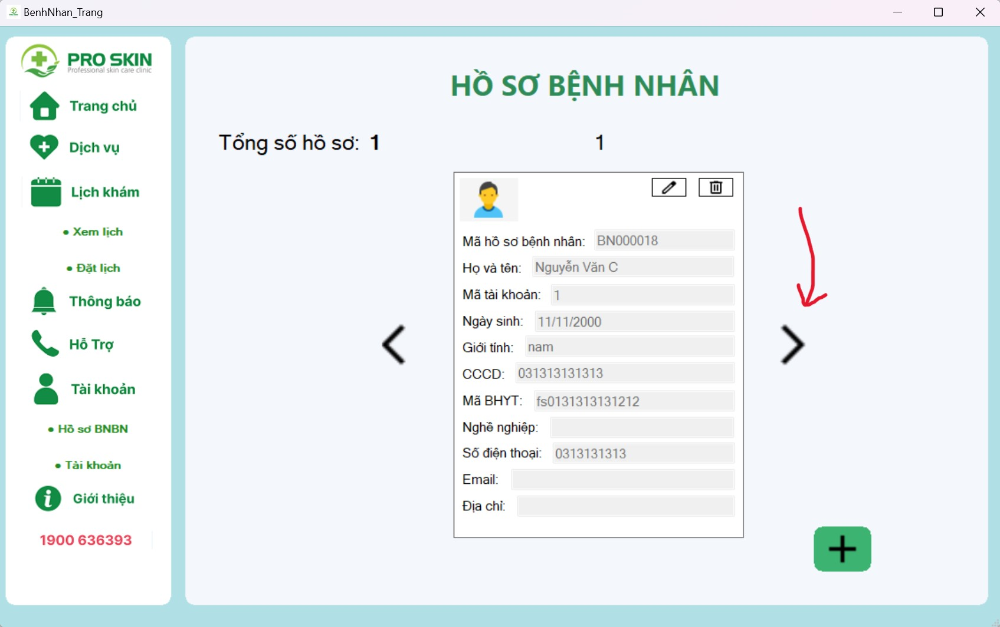 BenhNhan_Trang
PRO SKIN
Professional skin care clinic
Trang chủ
Dịch vụ
Lịch khám
• Xem lịch
• Đặt lịch
Thông báo
Hỗ Trợ
Tài khoản
• Hồ sơ BNBN
• Tài khoản
Giới thiệu
1900 636393
HỒ SƠ BỆNH NHÂN
Tổng số hồ sơ: 1
1
Mã hồ sơ bệnh nhân: BN000018
Họ và tên: Nguyễn Văn C
Mã tài khoản: 1
Ngày sinh: 11/11/2000
Giới tính: nam
CCCD: 031313131313
Mã BHYT: fs0131313131212
Nghề nghiệp:
Số điện thoại: 0313131313
Email:
Địa chỉ: